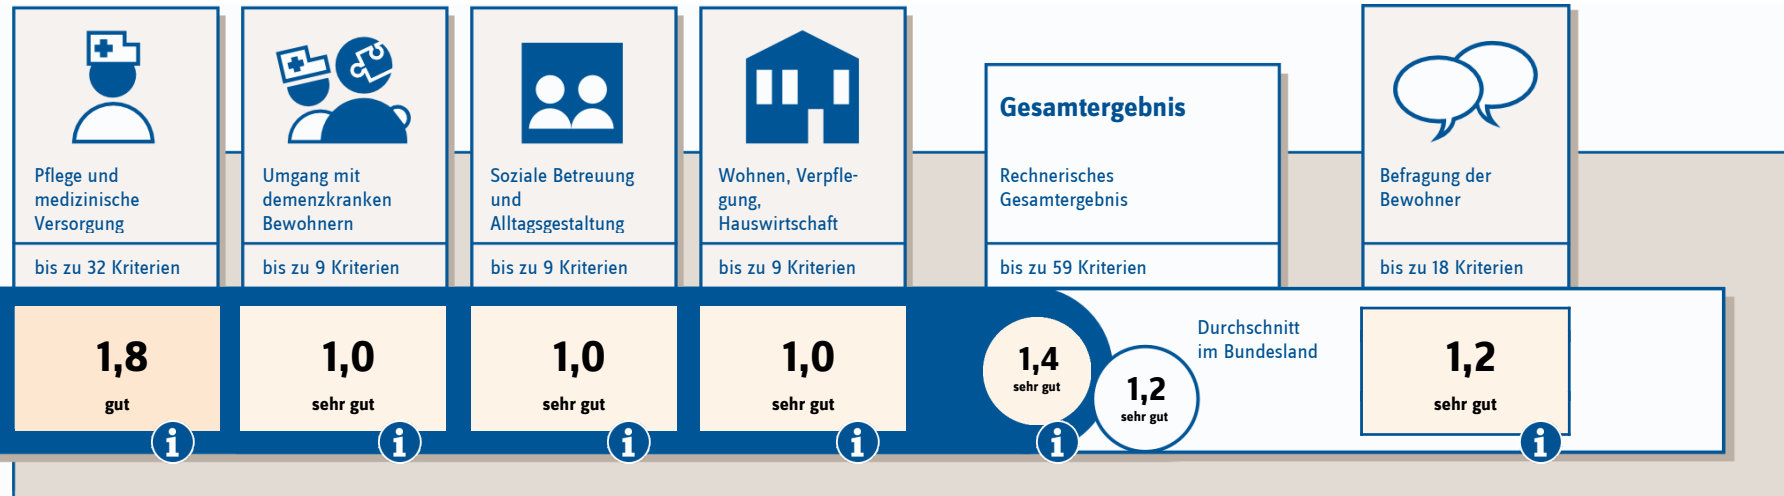 Pflege und
medizinische
Versorgung
bis zu 32 Kriterien
1,8
gut
Umgang mit
demenzkranken
Bewohnern
bis zu 9 Kriterien
1,0
sehr gut
Soziale Betreuung
und
Alltagsgestaltung
bis zu 9 Kriterien
1,0
sehr gut
Wohnen, Verpfle-
gung,
Hauswirtschaft
bis zu 9 Kriterien
1,0
sehr gut
Gesamtergebnis
Rechnerisches
Gesamtergebnis
bis zu 59 Kriterien
1,4
sehr gut
1,2
sehr gut
Durchschnitt
im Bundesland
Befragung der
Bewohner
bis zu 18 Kriterien
1,2
sehr gut
i
i
i
i
i
i